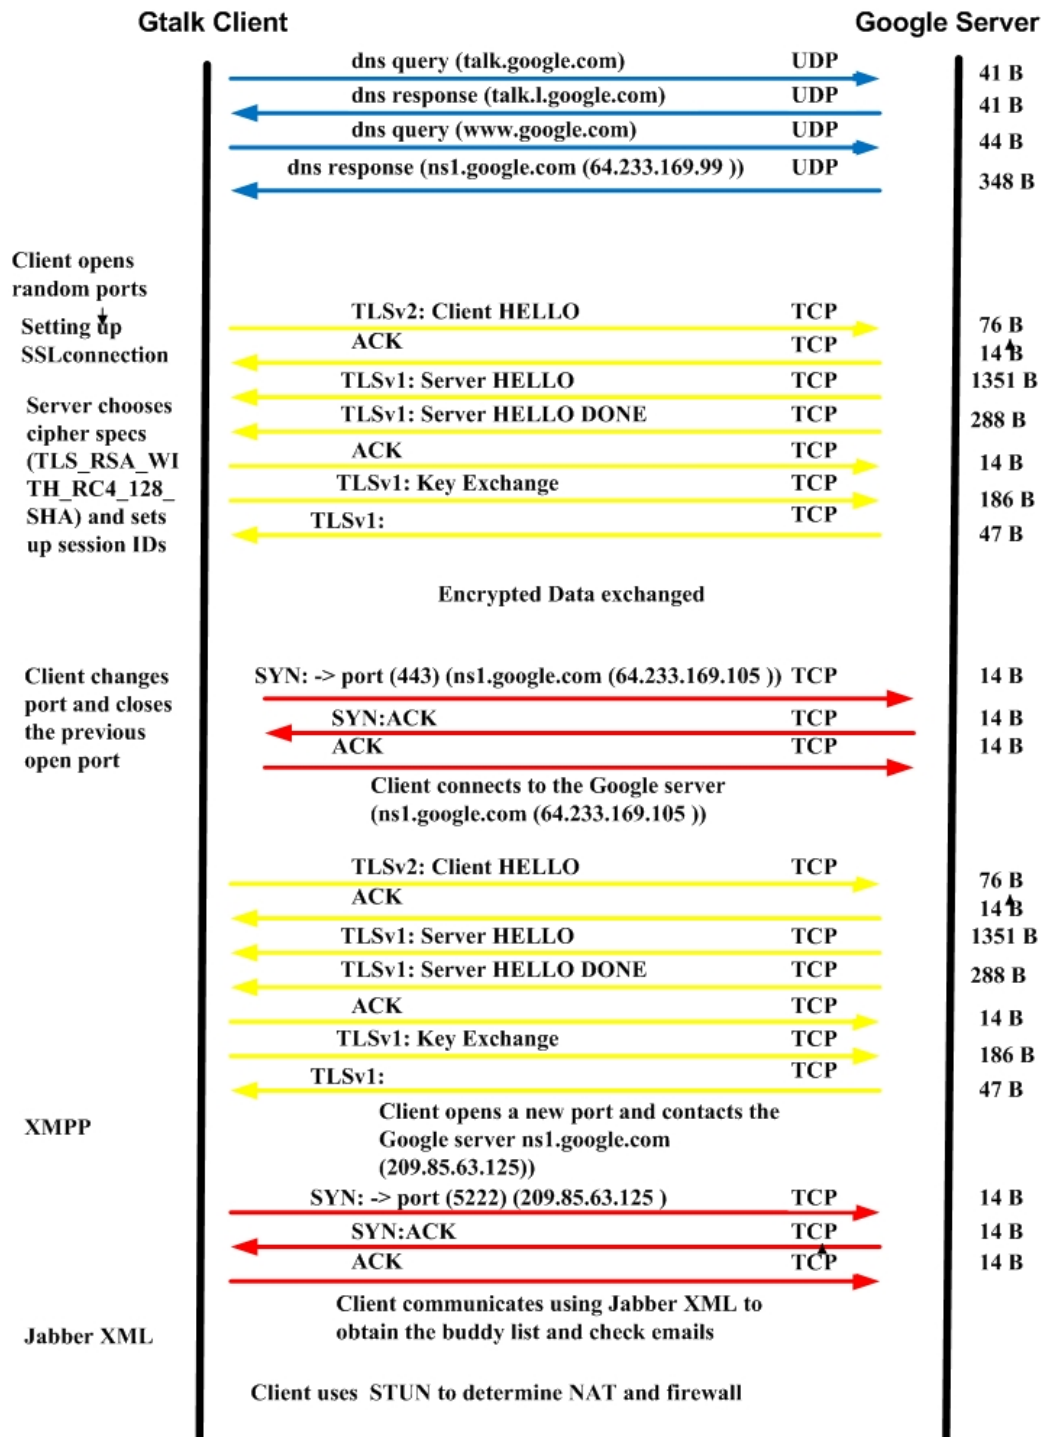 Gtalk Client Google Server
dns query (talk.google.com) UDP 41 B
dns response (talk.l.google.com) UDP 41 B
dns query (www.google.com) UDP 44 B
dns response (ns1.google.com (64.233.169.99 )) UDP 348 B
Client opens
random ports
Setting up
SSLconnection
TLSv2: Client HELLO TCP 76 B
ACK TCP 14 B
TLSv1: Server HELLO TCP 1351 B
TLSv1: Server HELLO DONE TCP 288 B
ACK TCP 14 B
TLSv1: Key Exchange TCP 186 B
TLSv1: TCP 47 B
Server chooses
cipher specs
(TLS_RSA_WI
TH_RC4_128_
SHA) and sets
up session IDs
Encrypted Data exchanged
Client changes
port and closes
the previous
open port
SYN: -> port (443) (ns1.google.com (64.233.169.105 )) TCP 14 B
SYN:ACK TCP 14 B
ACK TCP 14 B
Client connects to the Google server
(ns1.google.com (64.233.169.105 ))
TLSv2: Client HELLO TCP 76 B
ACK TCP 14 B
TLSv1: Server HELLO TCP 1351 B
TLSv1: Server HELLO DONE TCP 288 B
ACK TCP 14 B
TLSv1: Key Exchange TCP 186 B
TLSv1: TCP 47 B
XMPP
Client opens a new port and contacts the
Google server ns1.google.com
(209.85.63.125))
SYN: -> port (5222) (209.85.63.125 ) TCP 14 B
SYN:ACK TCP 14 B
ACK TCP 14 B
Jabber XML
Client communicates using Jabber XML to
obtain the buddy list and check emails
Client uses STUN to determine NAT and firewall